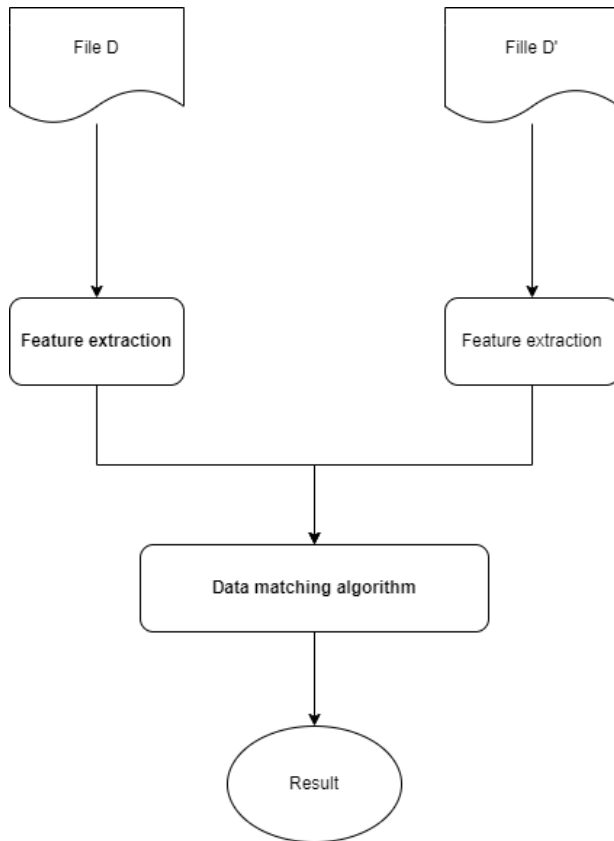 File D
Fille D'
Feature extraction
Feature extraction
Data matching algorithm
Result